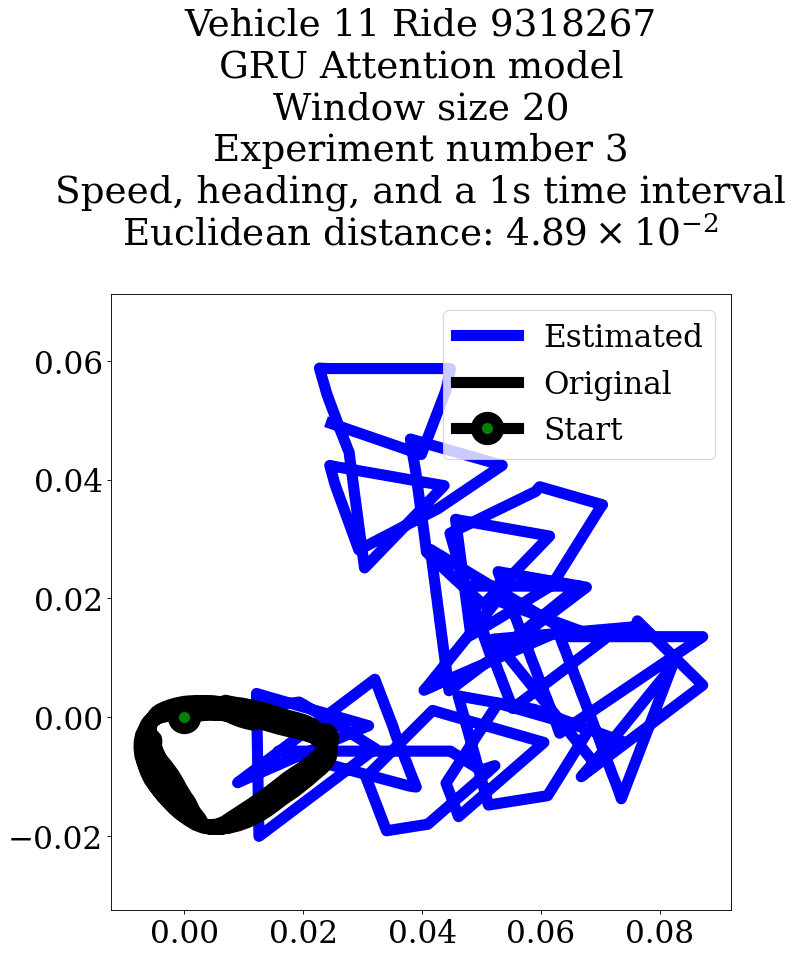 Vehicle 11 Ride 9318267
GRU Attention model
Window size 20
Experiment number 3
Speed, heading, and a 1s time interval
Euclidean distance: 4.89 × 10⁻²
Estimated
Original
Start
0.06
0.04
0.02
0.00
−0.02
0.00 0.02 0.04 0.06 0.08